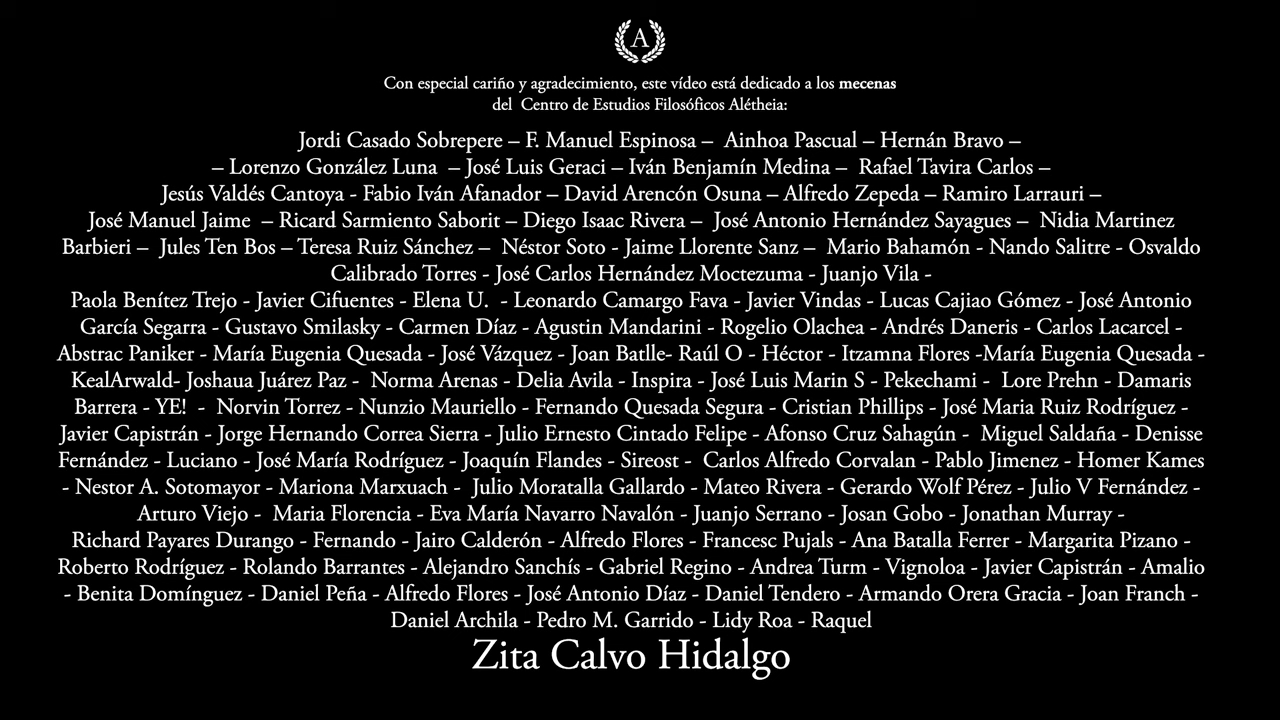 A
Con especial cariño y agradecimiento, este vídeo está dedicado a los mecenas
del Centro de Estudios Filosóficos Alétheia:
Jordi Casado Sobrepere – F. Manuel Espinosa – Ainhoa Pascual – Hernán Bravo –
– Lorenzo González Luna – José Luis Geraci – Iván Benjamín Medina – Rafael Tavira Carlos –
Jesús Valdés Cantoya - Fabio Iván Afanador – David Arencón Osuna – Alfredo Zepeda – Ramiro Larrauri –
José Manuel Jaime – Ricard Sarmiento Saborit – Diego Isaac Rivera – José Antonio Hernández Sayagues – Nidia Martinez
Barbieri – Jules Ten Bos – Teresa Ruiz Sánchez – Néstor Soto - Jaime Llorente Sanz – Mario Bahamón - Nando Salitre - Osvaldo
Calibrado Torres - José Carlos Hernández Moctezuma - Juanjo Vila -
Paola Benítez Trejo - Javier Cifuentes - Elena U. - Leonardo Camargo Fava - Javier Vindas - Lucas Cajiao Gómez - José Antonio
García Segarra - Gustavo Smilasky - Carmen Díaz - Agustin Mandarini - Rogelio Olachea - Andrés Daneris - Carlos Lacarcel -
Abstrac Paniker - María Eugenia Quesada - José Vázquez - Joan Batlle- Raúl O - Héctor - Itzamna Flores -María Eugenia Quesada -
KealArwald- Joshaua Juárez Paz - Norma Arenas - Delia Avila - Inspira - José Luis Marin S - Pekechami - Lore Prehn - Damaris
Barrera - YE! - Norvin Torrez - Nunzio Mauriello - Fernando Quesada Segura - Cristian Phillips - José Maria Ruiz Rodríguez -
Javier Capistrán - Jorge Hernando Correa Sierra - Julio Ernesto Cintado Felipe - Afonso Cruz Sahagún - Miguel Saldaña - Denisse
Fernández - Luciano - José María Rodríguez - Joaquín Flandes - Sireost - Carlos Alfredo Corvalan - Pablo Jimenez - Homer Kames
- Nestor A. Sotomayor - Mariona Marxuach - Julio Moratalla Gallardo - Mateo Rivera - Gerardo Wolf Pérez - Julio V Fernández -
Arturo Viejo - Maria Florencia - Eva María Navarro Navalón - Juanjo Serrano - Josan Gobo - Jonathan Murray -
Richard Payares Durango - Fernando - Jairo Calderón - Alfredo Flores - Francesc Pujals - Ana Batalla Ferrer - Margarita Pizano -
Roberto Rodríguez - Rolando Barrantes - Alejandro Sanchís - Gabriel Regino - Andrea Turm - Vignoloa - Javier Capistrán - Amalio
- Benita Domínguez - Daniel Peña - Alfredo Flores - José Antonio Díaz - Daniel Tendero - Armando Orera Gracia - Joan Franch -
Daniel Archila - Pedro M. Garrido - Lidy Roa - Raquel
Zita Calvo Hidalgo